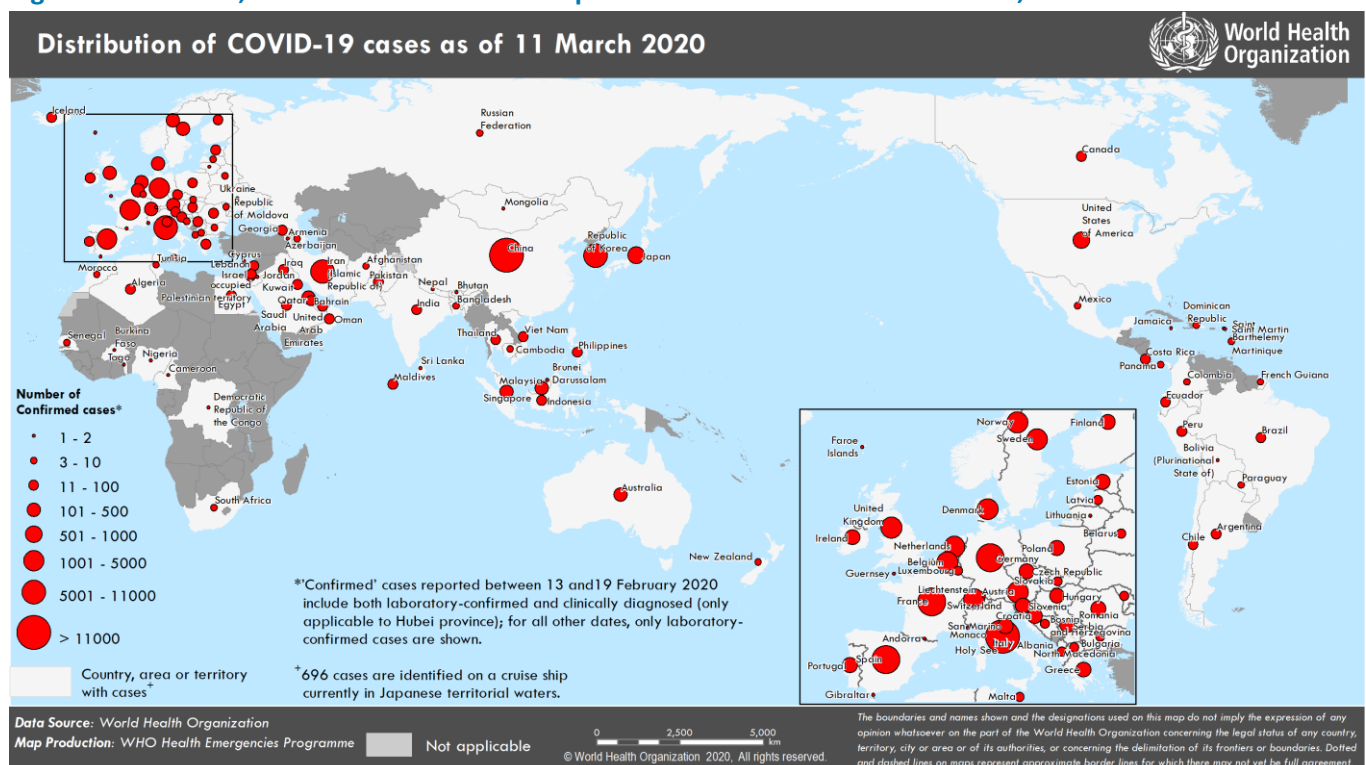 Distribution of COVID-19 cases as of 11 March 2020
World Health
Organization
Iceland
Russian
Federation
Canada
Ukraine
Republic
of Moldova
Georgia
Armenia
Azerbaijan
Mongolia
United
States
of America
China
Republic
of Korea
Japan
Cyprus
Lebanon
Israel
occupied
Palestinian territory
Jordan
Iraq
Iran
(Islamic
Republic of)
Afghanistan
Pakistan
Kuwait
Nepal
Bhutan
Bangladesh
India
Morocco
Tunisia
Algeria
Egypt
Qatar
Bahrain
Saudi
Arabia
United
Arab
Emirates
Oman
Thailand
Viet Nam
Cambodia
Philippines
Sri Lanka
Maldives
Brunei
Darussalam
Malaysia
Singapore
Indonesia
Senegal
Burkina
Faso
Togo
Nigeria
Cameroon
Democratic
Republic of
the Congo
South Africa
Australia
New Zealand
Mexico
Dominican
Republic
Jamaica
Saint
Saint Martin
Barthelemy
Martinique
Costa Rica
Panama
Colombia
French Guiana
Ecuador
Peru
Brazil
Bolivia
(Plurinational
State of)
Paraguay
Chile
Argentina
Number of
Confirmed cases*
1 - 2
3 - 10
11 - 100
101 - 500
501 - 1000
1001 - 5000
5001 - 11000
> 11000
Country, area or territory
with cases+
*'Confirmed' cases reported between 13 and19 February 2020
include both laboratory-confirmed and clinically diagnosed (only
applicable to Hubei province); for all other dates, only laboratory-
confirmed cases are shown.
+696 cases are identified on a cruise ship
currently in Japanese territorial waters.
Norway
Sweden
Finland
Faroe
Islands
Estonia
Latvia
Lithuania
Denmark
United
Kingdom
Ireland
Belarus
Netherlands
Poland
Belgium
Germany
Guernsey
Luxembourg
Czech Republic
Slovakia
Liechtenstein
Austria
Hungary
France
Switzerland
Slovenia
Croatia
Romania
San Marino
Bosnia
and Herzegovina
Serbia
Monaco
Andorra
Italy
Albania
Bulgaria
Holy See
North Macedonia
Portugal
Spain
Greece
Gibraltar
Malta
Data Source: World Health Organization
Map Production: WHO Health Emergencies Programme
Not applicable
0 2,500 5,000
km
© World Health Organization 2020, All rights reserved.
The boundaries and names shown and the designations used on this map do not imply the expression of any
opinion whatsoever on the part of the World Health Organization concerning the legal status of any country,
territory, city or area or of its authorities, or concerning the delimitation of its frontiers or boundaries. Dotted
and dashed lines on maps represent approximate border lines for which there may not yet be full agreement.